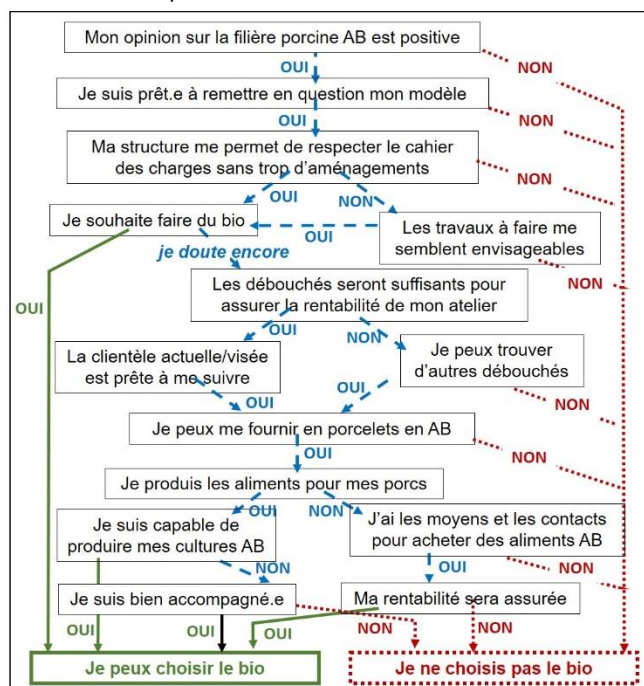 Mon opinion sur la filière porcine AB est positive
OUI
NON
Je suis prêt.e à remettre en question mon modèle
OUI
NON
Ma structure me permet de respecter le cahier
des charges sans trop d'aménagements
NON
OUI
NON
Je souhaite faire du bio
OUI
Les travaux à faire me
semblent envisageables
je doute encore
NON
Les débouchés seront suffisants pour
assurer la rentabilité de mon atelier
OUI
OUI
NON
La clientèle actuelle/visée
est prête à me suivre
Je peux trouver
d'autres débouchés
OUI
OUI
NON
Je peux me fournir en porcelets en AB
OUI
NON
Je produis les aliments pour mes porcs
OUI
NON
Je suis capable de
produire mes cultures AB
J'ai les moyens et les contacts
pour acheter des aliments AB
NON
OUI
NON
Je suis bien accompagné.e
Ma rentabilité sera assurée
OUI
OUI
OUI
NON
NON
Je peux choisir le bio
Je ne choisis pas le bio